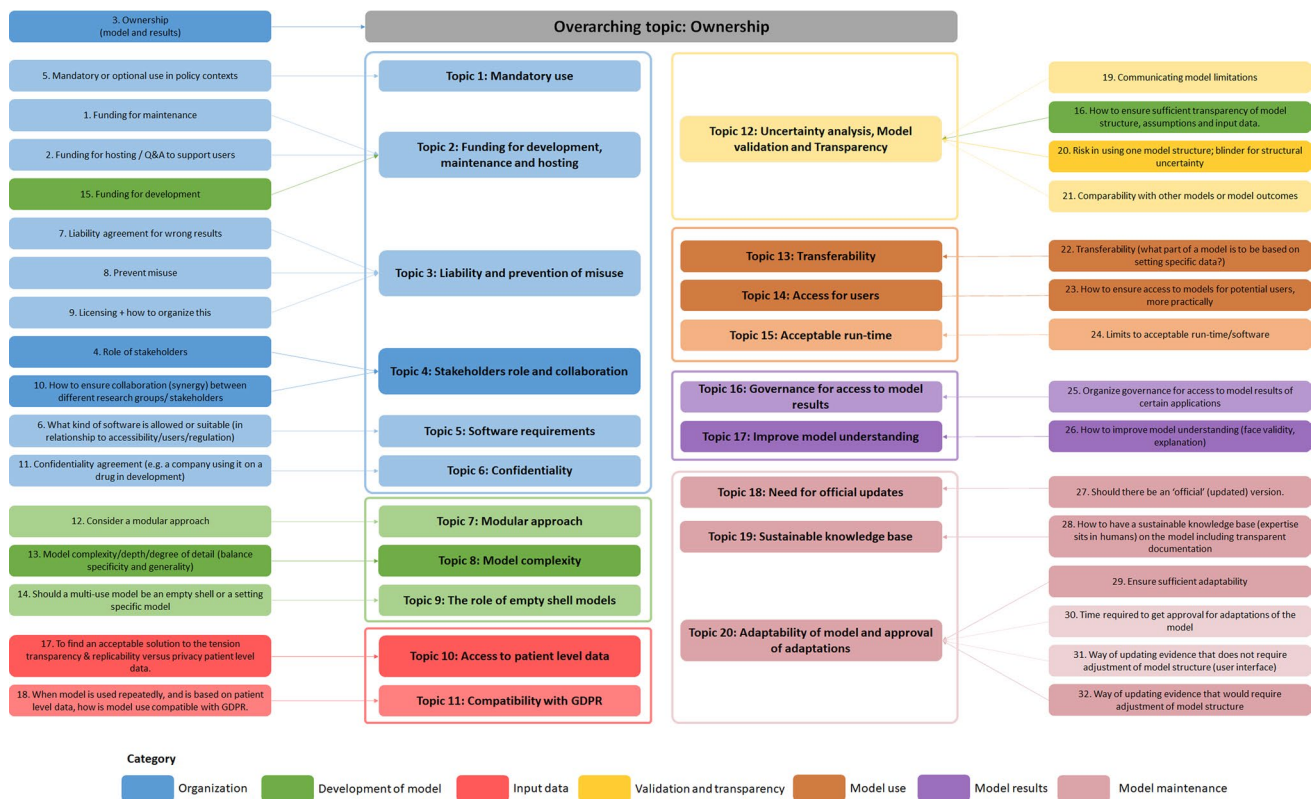 3. Ownership
(model and results)
Overarching topic: Ownership
5. Mandatory or optional use in policy contexts
1. Funding for maintenance
2. Funding for hosting / Q&A to support users
15. Funding for development
7. Liability agreement for wrong results
8. Prevent misuse
9. Licensing + how to organize this
4. Role of stakeholders
10. How to ensure collaboration (synergy) between
different research groups/ stakeholders
6. What kind of software is allowed or suitable (in
relationship to accessibility/users/regulation)
11. Confidentiality agreement (e.g. a company using it on a
drug in development)
12. Consider a modular approach
13. Model complexity/depth/degree of detail (balance
specificity and generality)
14. Should a multi-use model be an empty shell or a setting
specific model
17. To find an acceptable solution to the tension
transparency & replicability versus privacy patient level
data.
18. When model is used repeatedly, and is based on patient
level data, how is model use compatible with GDPR.
Topic 1: Mandatory use
Topic 2: Funding for development,
maintenance and hosting
Topic 3: Liability and prevention of misuse
Topic 4: Stakeholders role and collaboration
Topic 5: Software requirements
Topic 6: Confidentiality
Topic 7: Modular approach
Topic 8: Model complexity
Topic 9: The role of empty shell models
Topic 10: Access to patient level data
Topic 11: Compatibility with GDPR
Topic 12: Uncertainty analysis, Model
validation and Transparency
Topic 13: Transferability
Topic 14: Access for users
Topic 15: Acceptable run-time
Topic 16: Governance for access to model
results
Topic 17: Improve model understanding
Topic 18: Need for official updates
Topic 19: Sustainable knowledge base
Topic 20: Adaptability of model and approval
of adaptations
19. Communicating model limitations
16. How to ensure sufficient transparency of model
structure, assumptions and input data.
20. Risk in using one model structure; blinder for structural
uncertainty
21. Comparability with other models or model outcomes
22. Transferability (what part of a model is to be based on
setting specific data?)
23. How to ensure access to models for potential users,
more practically
24. Limits to acceptable run-time/software
25. Organize governance for access to model results of
certain applications
26. How to improve model understanding (face validity,
explanation)
27. Should there be an ‘official’ (updated) version.
28. How to have a sustainable knowledge base (expertise
sits in humans) on the model including transparent
documentation
29. Ensure sufficient adaptability
30. Time required to get approval for adaptations of the
model
31. Way of updating evidence that does not require
adjustment of model structure (user interface)
32. Way of updating evidence that would require
adjustment of model structure
Category
Organization
Development of model
Input data
Validation and transparency
Model use
Model results
Model maintenance